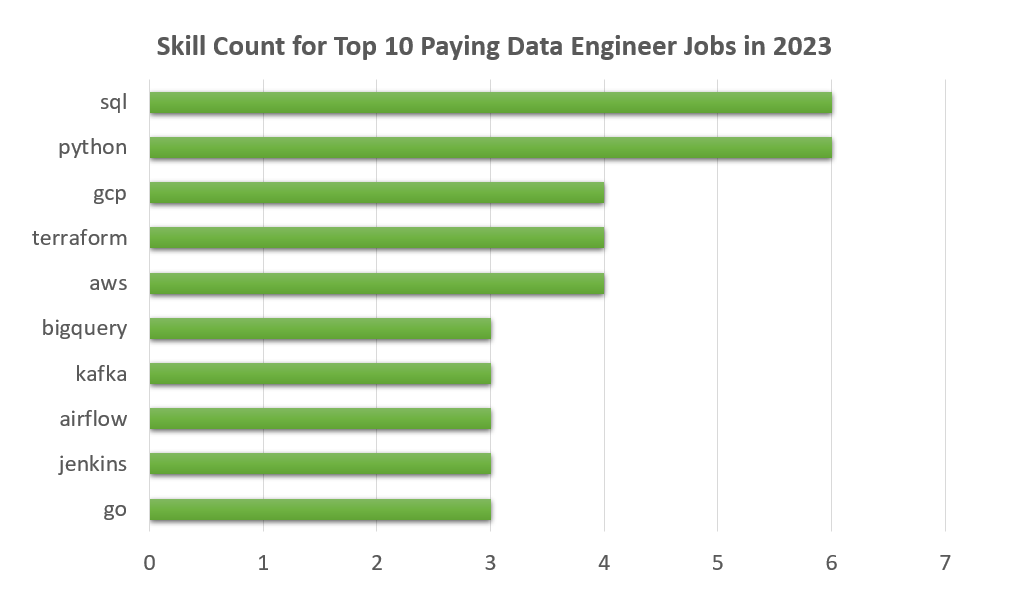 Skill Count for Top 10 Paying Data Engineer Jobs in 2023
sql
python
gcp
terraform
aws
bigquery
kafka
airflow
jenkins
go
0 1 2 3 4 5 6 7